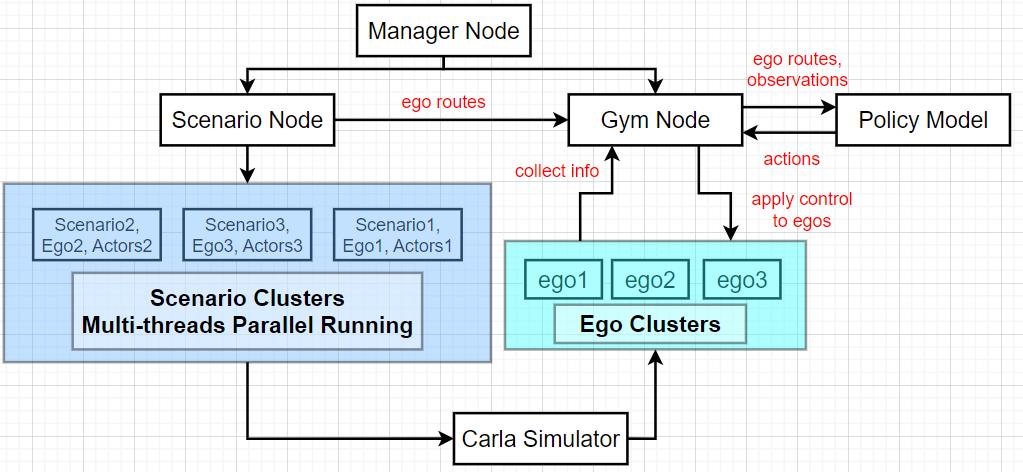 Manager Node
ego routes,
observations
Scenario Node
ego routes
Gym Node
Policy Model
collect info
actions
apply control
to egos
Scenario2,
Ego2, Actors2
Scenario3,
Ego3, Actors3
Scenario1,
Ego1, Actors1
Scenario Clusters
Multi-threads Parallel Running
ego1
ego2
ego3
Ego Clusters
Carla Simulator